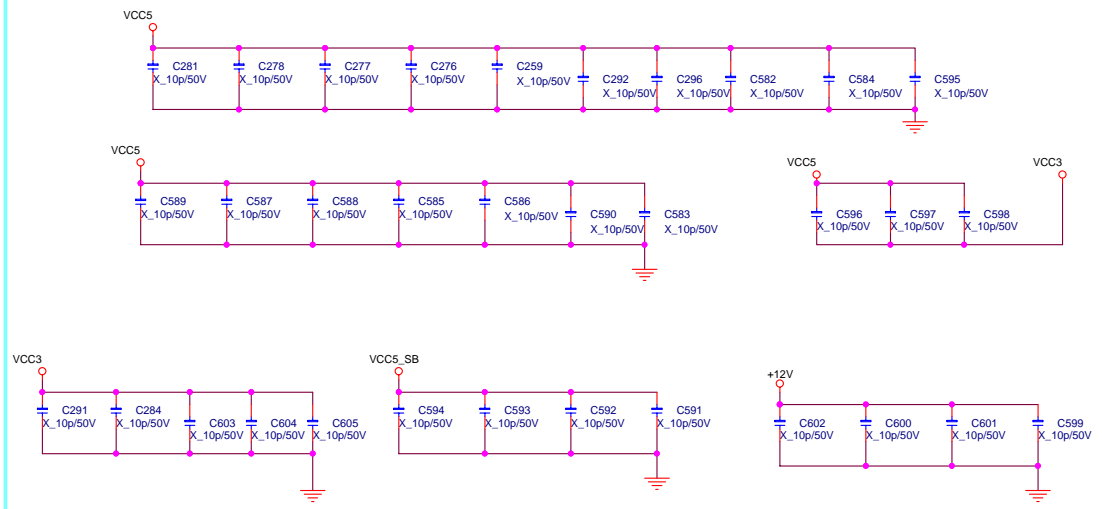 VCC5
C281 C278 C277 C276 C259 C292 C296 C582 C584 C595
X_10p/50V X_10p/50V X_10p/50V X_10p/50V X_10p/50V X_10p/50V X_10p/50V X_10p/50V X_10p/50V X_10p/50V
VCC5 VCC5 VCC3
C589 C587 C588 C585 C586 C590 C583 C596 C597 C598
X_10p/50V X_10p/50V X_10p/50V X_10p/50V X_10p/50V X_10p/50V X_10p/50V X_10p/50V X_10p/50V X_10p/50V
VCC3 VCC5_SB +12V
C291 C284 C603 C604 C605 C594 C593 C592 C591 C602 C600 C601 C599
X_10p/50V X_10p/50V X_10p/50V X_10p/50V X_10p/50V X_10p/50V X_10p/50V X_10p/50V X_10p/50V X_10p/50V X_10p/50V X_10p/50V X_10p/50V